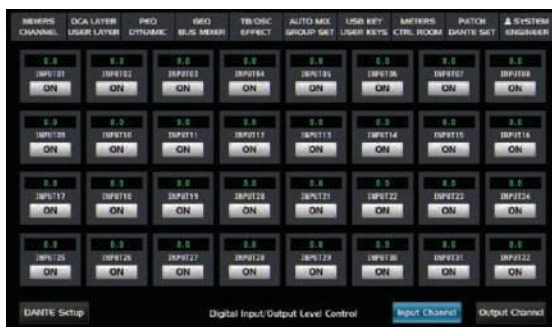 MIXERS DCA LAYER PEQ GEQ TB/OSC AUTO MIX USB KEY METERS PATCH SYSTEM
CHANNEL USER LAYER DYNAMIC BUS MIXER EFFECT GROUP SET USER KEYS CTRL ROOM DANTE SET ENGINEER
0.0 0.0 0.0 0.0 0.0 0.0 0.0 0.0
INPUT01 INPUT02 INPUT03 INPUT04 INPUT05 INPUT06 INPUT07 INPUT08
ON ON ON ON ON ON ON ON
0.0 0.0 0.0 0.0 0.0 0.0 0.0 0.0
INPUT09 INPUT10 INPUT11 INPUT12 INPUT13 INPUT14 INPUT15 INPUT16
ON ON ON ON ON ON ON ON
0.0 0.0 0.0 0.0 0.0 0.0 0.0 0.0
INPUT17 INPUT18 INPUT19 INPUT20 INPUT21 INPUT22 INPUT23 INPUT24
ON ON ON ON ON ON ON ON
0.0 0.0 0.0 0.0 0.0 0.0 0.0 0.0
INPUT25 INPUT26 INPUT27 INPUT28 INPUT29 INPUT30 INPUT31 INPUT32
ON ON ON ON ON ON ON ON
DANTE Setup Digital Input/Output Level Control Input Channel Output Channel